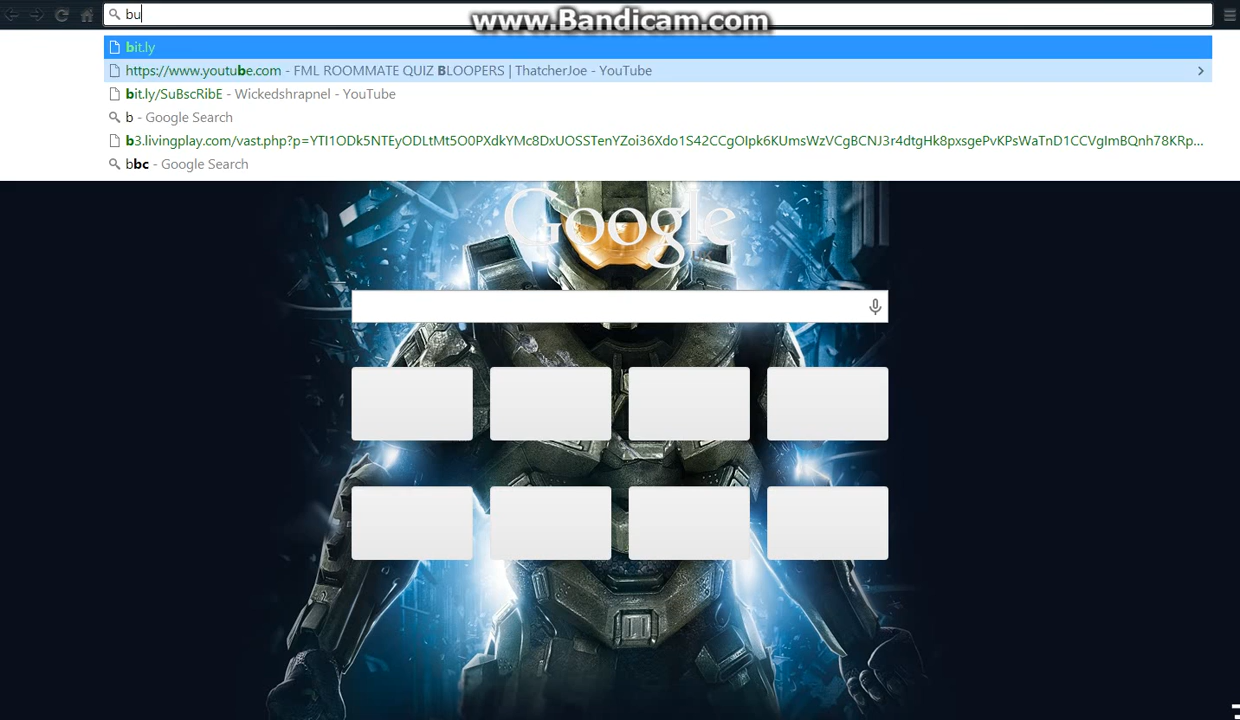 bu
www.Bandicam.com
bit.ly
https://www.youtube.com - FML ROOMMATE QUIZ BLOOPERS | ThatcherJoe - YouTube
bit.ly/SuBscRibE - Wickedshrapnel - YouTube
b - Google Search
b3.livingplay.com/vast.php?p=YTI1ODk5NTEyODLtMt5O0PXdkYMc8DxUOSSTenYZoi36Xdo1S42CCgOIpk6KUmsWzVCgBCNJ3r4dtgHk8pxsgePvKPsWaTnD1CCVgImBQnh78KRp...
bbc - Google Search
Google